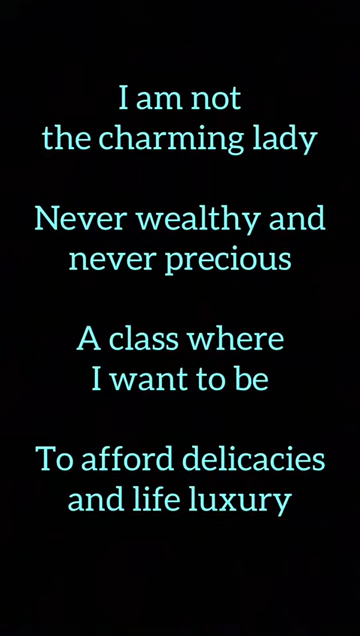 I am not
the charming lady
Never wealthy and
never precious
A class where
I want to be
To afford delicacies
and life luxury